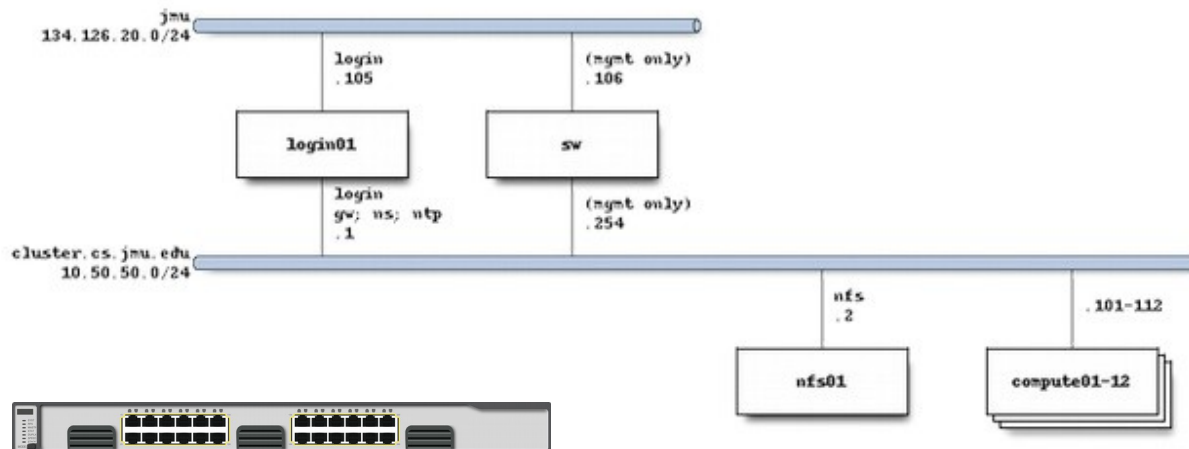 jmu
134.126.20.0/24
login
.105
(mgmt only)
.106
login01
sw
login
gw; ns; ntp
.1
(mgmt only)
.254
cluster.cs.jmu.edu
10.50.50.0/24
nfs
.2
.101-112
nfs01
compute01-12